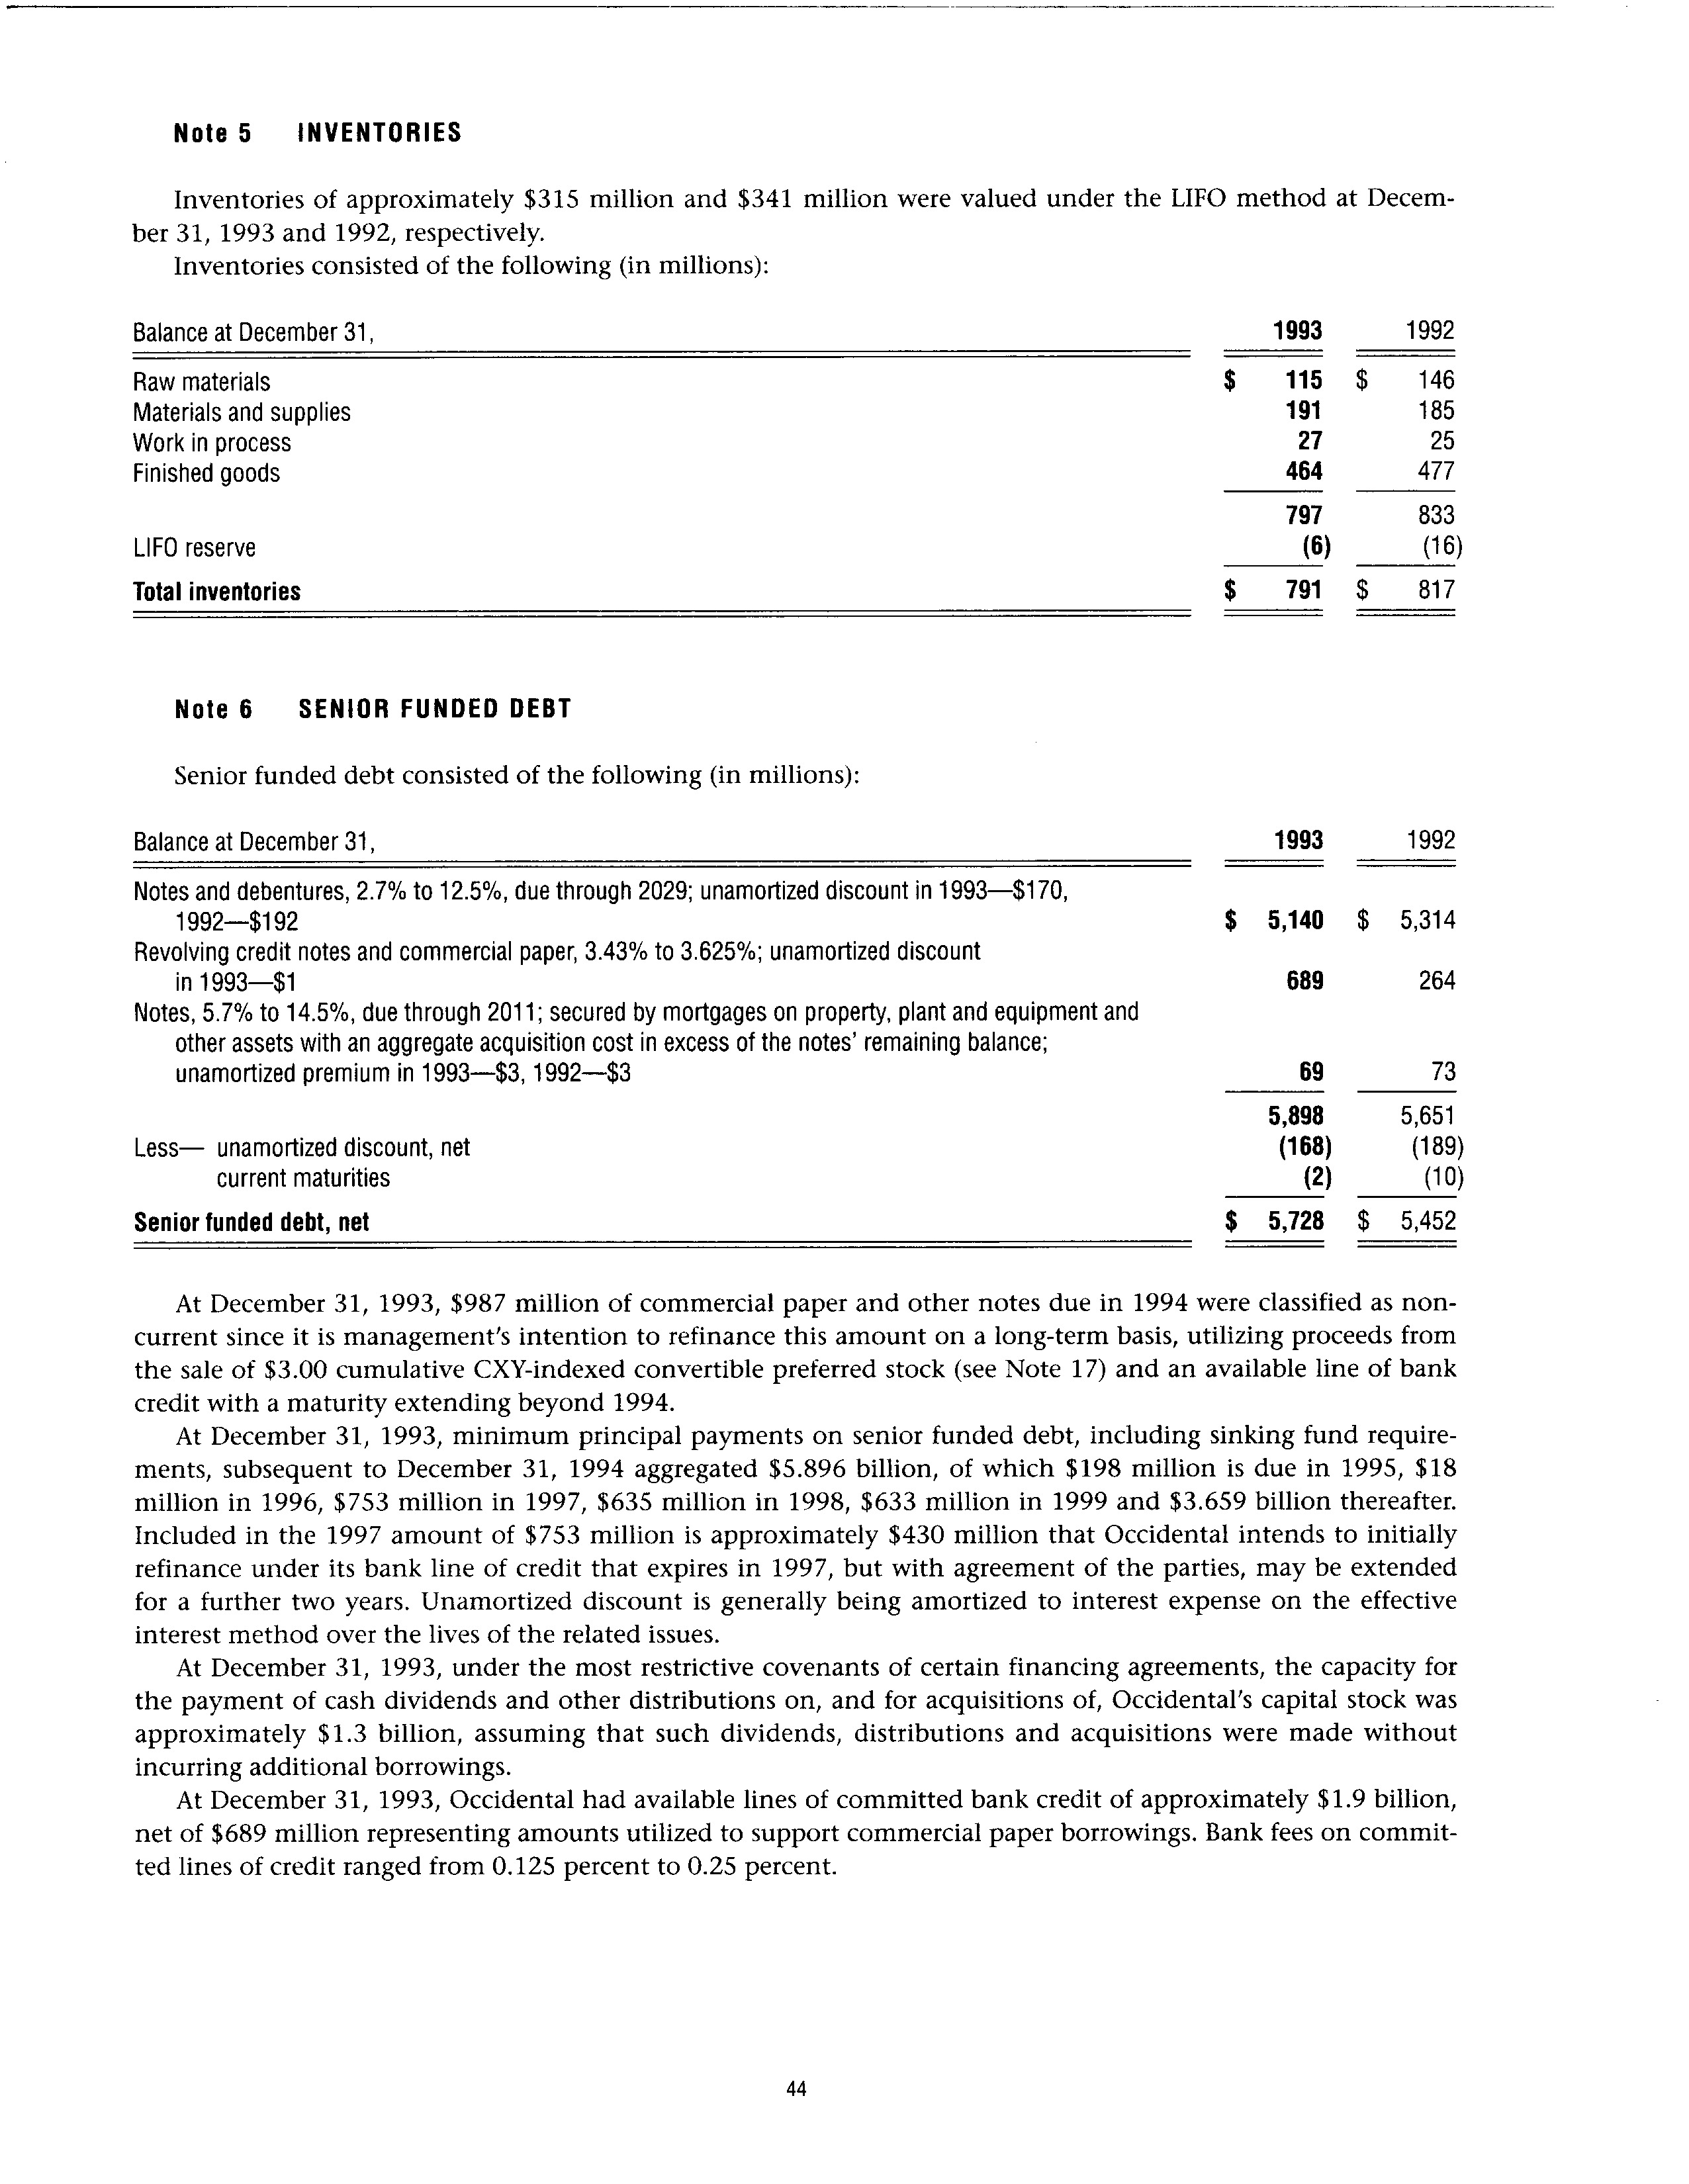 Note 5 INVENTORIES
Inventories of approximately $315 million and $341 million were valued under the LIFO method at Decem-
ber 31, 1993 and 1992, respectively.
Inventories consisted of the following (in millions):
Balance at December 31, 1993 1992
Raw materials $ 115 $ 146
Materials and supplies 191 185
Work in process 27 25
Finished goods 464 477
797 833
LIFO reserve (6) (16)
Total inventories $ 791 $ 817
Note 6 SENIOR FUNDED DEBT
Senior funded debt consisted of the following (in millions):
Balance at December 31, 1993 1992
Notes and debentures, 2.7% to 12.5%, due through 2029; unamortized discount in 1993—$170,
1992—$192 $ 5,140 $ 5,314
Revolving credit notes and commercial paper, 3.43% to 3.625%; unamortized discount
in 1993—$1 689 264
Notes, 5.7% to 14.5%, due through 2011; secured by mortgages on property, plant and equipment and
other assets with an aggregate acquisition cost in excess of the notes' remaining balance;
unamortized premium in 1993—$3, 1992—$3 69 73
5,898 5,651
Less— unamortized discount, net (168) (189)
current maturities (2) (10)
Senior funded debt, net $ 5,728 $ 5,452
At December 31, 1993, $987 million of commercial paper and other notes due in 1994 were classified as non-
current since it is management's intention to refinance this amount on a long-term basis, utilizing proceeds from
the sale of $3.00 cumulative CXY-indexed convertible preferred stock (see Note 17) and an available line of bank
credit with a maturity extending beyond 1994.
At December 31, 1993, minimum principal payments on senior funded debt, including sinking fund require-
ments, subsequent to December 31, 1994 aggregated $5.896 billion, of which $198 million is due in 1995, $18
million in 1996, $753 million in 1997, $635 million in 1998, $633 million in 1999 and $3.659 billion thereafter.
Included in the 1997 amount of $753 million is approximately $430 million that Occidental intends to initially
refinance under its bank line of credit that expires in 1997, but with agreement of the parties, may be extended
for a further two years. Unamortized discount is generally being amortized to interest expense on the effective
interest method over the lives of the related issues.
At December 31, 1993, under the most restrictive covenants of certain financing agreements, the capacity for
the payment of cash dividends and other distributions on, and for acquisitions of, Occidental's capital stock was
approximately $1.3 billion, assuming that such dividends, distributions and acquisitions were made without
incurring additional borrowings.
At December 31, 1993, Occidental had available lines of committed bank credit of approximately $1.9 billion,
net of $689 million representing amounts utilized to support commercial paper borrowings. Bank fees on commit-
ted lines of credit ranged from 0.125 percent to 0.25 percent.
44